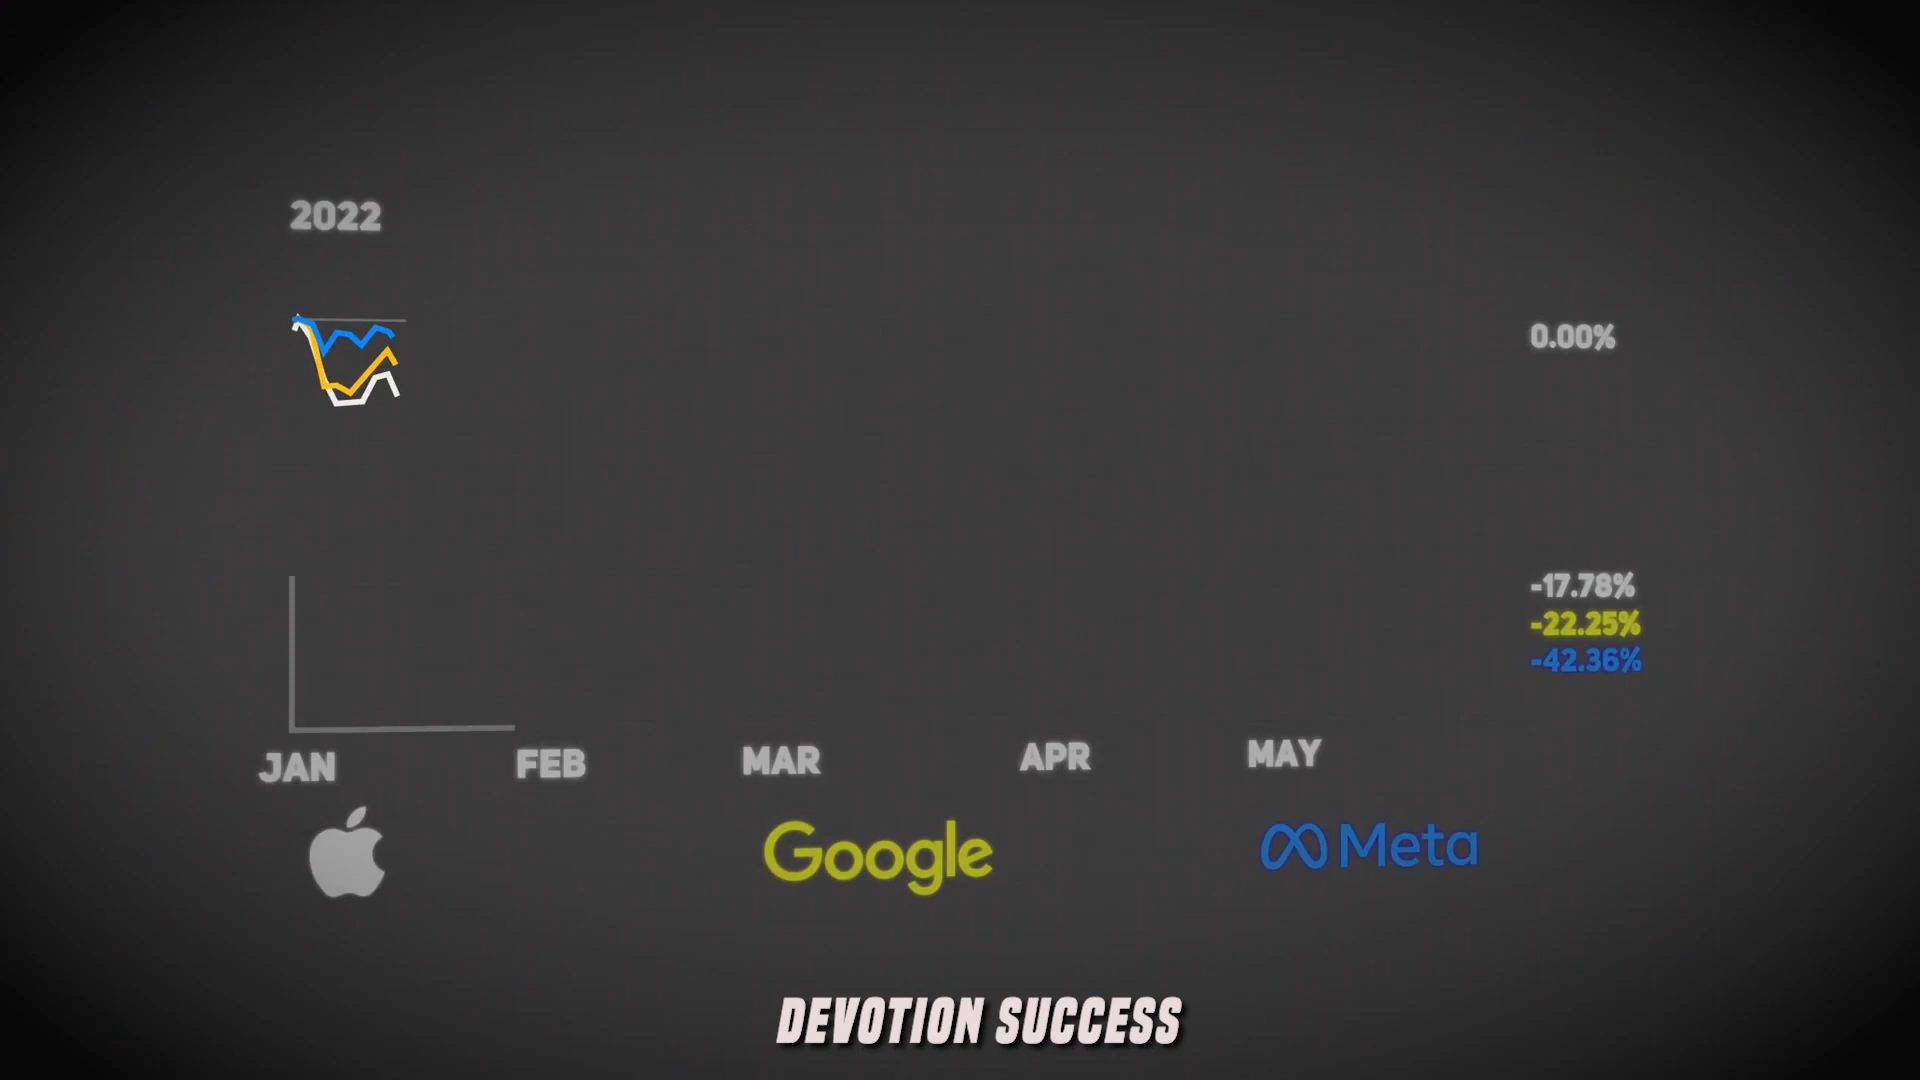 2022
0.00%
-17.78%
-22.25%
-42.36%
JAN FEB MAR APR MAY
Google Meta
DEVOTION SUCCESS